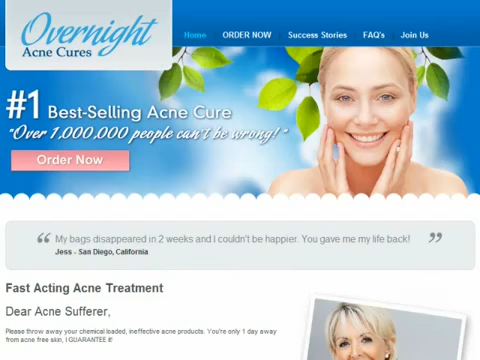 Overnight
Acne Cures
Home ORDER NOW Success Stories FAQ's Join Us
#1 Best-Selling Acne Cure
"Over 1,000,000 people can't be wrong!"
Order Now
“ My bags disappeared in 2 weeks and I couldn't be happier. You gave me my life back! ”
Jess - San Diego, California
Fast Acting Acne Treatment
Dear Acne Sufferer,
Please throw away your chemical loaded, ineffective acne products. You're only 1 day away
from acne free skin, I GUARANTEE it!